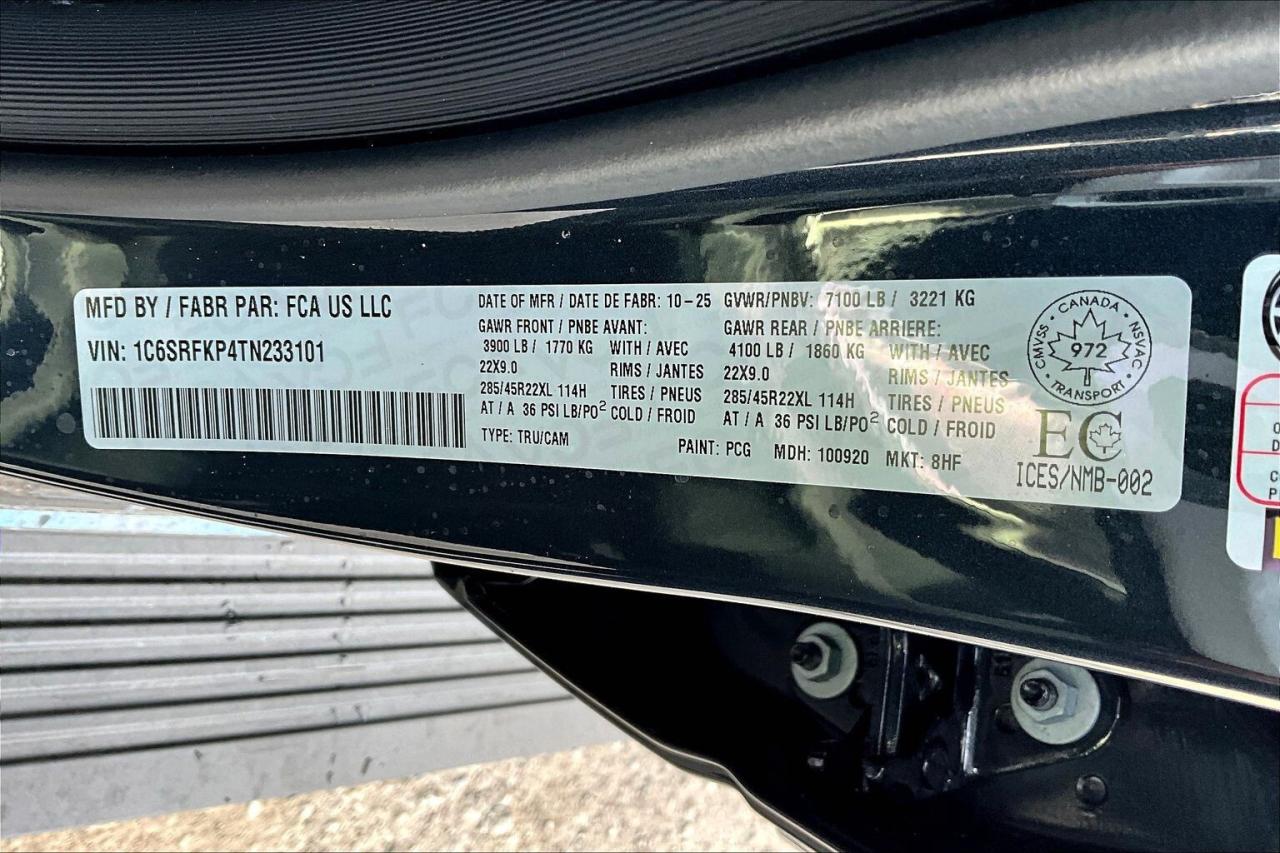 MFD BY / FABR PAR: FCA US LLC
VIN: 1C6SRFKP4TN233101
DATE OF MFR / DATE DE FABR: 10-25 GVWR/PNBV: 7100 LB / 3221 KG
GAWR FRONT / PNBE AVANT:
3900 LB / 1770 KG WITH / AVEC
22X9.0 RIMS / JANTES
285/45R22XL 114H TIRES / PNEUS
AT / A 36 PSI LB/PO² COLD / FROID
GAWR REAR / PNBE ARRIERE:
4100 LB / 1860 KG WITH / AVEC
22X9.0 RIMS / JANTES
285/45R22XL 114H TIRES / PNEUS
AT / A 36 PSI LB/PO² COLD / FROID
TYPE: TRU/CAM PAINT: PCG MDH: 100920 MKT: 8HF
CANADA
CMVSS NSVAC
972
TRANSPORT
EC
ICES/NMB-002